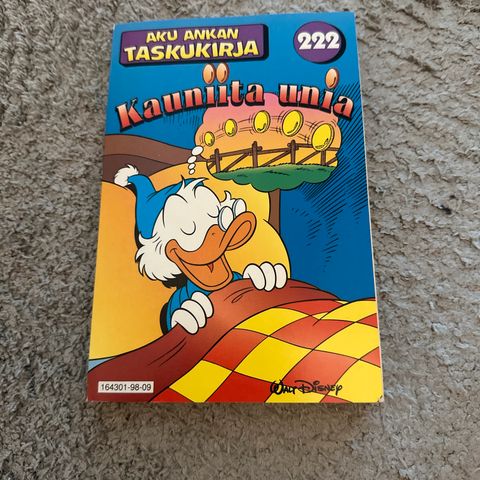 AKU ANKAN
TASKUKIRJA
222
Kauniita unia
164301-98-09
WALT DISNEY